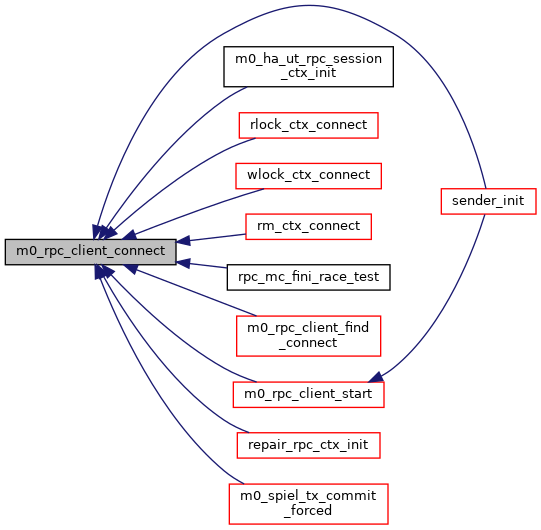 m0_ha_ut_rpc_session
_ctx_init
rlock_ctx_connect
wlock_ctx_connect
sender_init
rm_ctx_connect
m0_rpc_client_connect
rpc_mc_fini_race_test
m0_rpc_client_find
_connect
m0_rpc_client_start
repair_rpc_ctx_init
m0_spiel_tx_commit
_forced